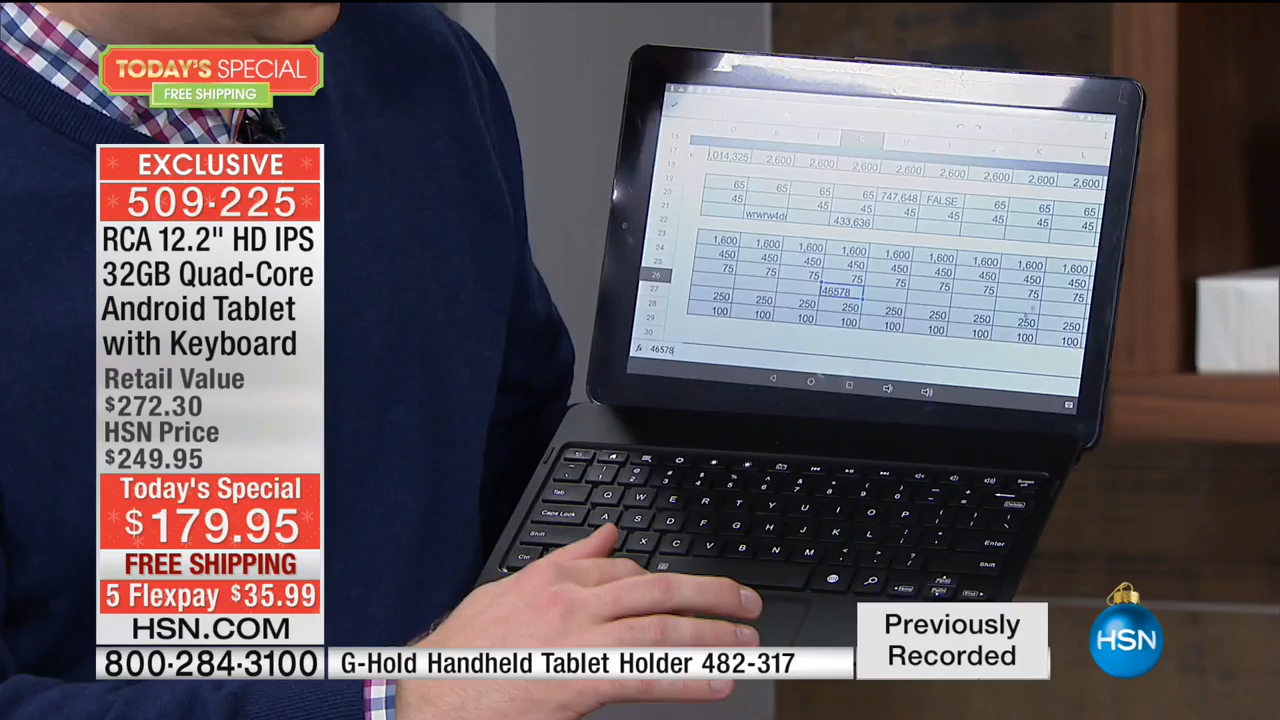 TODAY'S SPECIAL
FREE SHIPPING
EXCLUSIVE
509-225
RCA 12.2" HD IPS
32GB Quad-Core
Android Tablet
with Keyboard
Retail Value
$272.30
HSN Price
$249.95
Today's Special
$179.95
FREE SHIPPING
5 Flexpay $35.99
HSN.COM
800-284-3100
G-Hold Handheld Tablet Holder 482-317
Previously
Recorded
HSN
2,600 2,600 2,600 2,600 2,600 2,600 2,600
65 65 65 65 747,648 FALSE 65 65 65
45 45 45 45 45 45 45 45
433,636
1,600 1,600 1,600 1,600 1,600 1,600 1,600 1,600 1,600
450 450 450 450 450 450 450 450 450
75 75 75 75 75 75 75 75 75
46578
250 250 250 250 250 250 250 250 250
100 100 100 100 100 100 100 100 100
46578
Tab Q W E R T Y U I O P
Caps Lock A S D F G H J K L Enter
Shift X C V B N M Shift
Ctrl